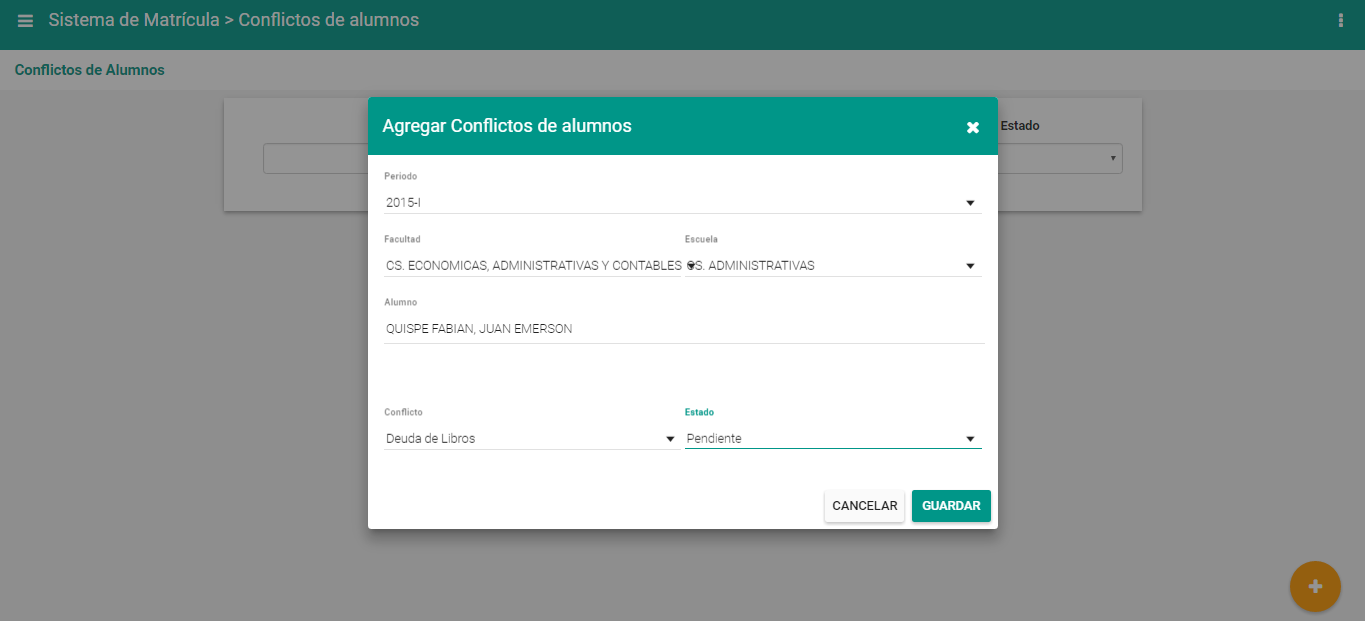 Sistema de Matrícula > Conflictos de alumnos
Conflictos de Alumnos
Estado
Agregar Conflictos de alumnos
Periodo
2015-I
Facultad Escuela
CS. ECONOMICAS, ADMINISTRATIVAS Y CONTABLES CS. ADMINISTRATIVAS
Alumno
QUISPE FABIAN, JUAN EMERSON
Conflicto Estado
Deuda de Libros Pendiente
CANCELAR GUARDAR